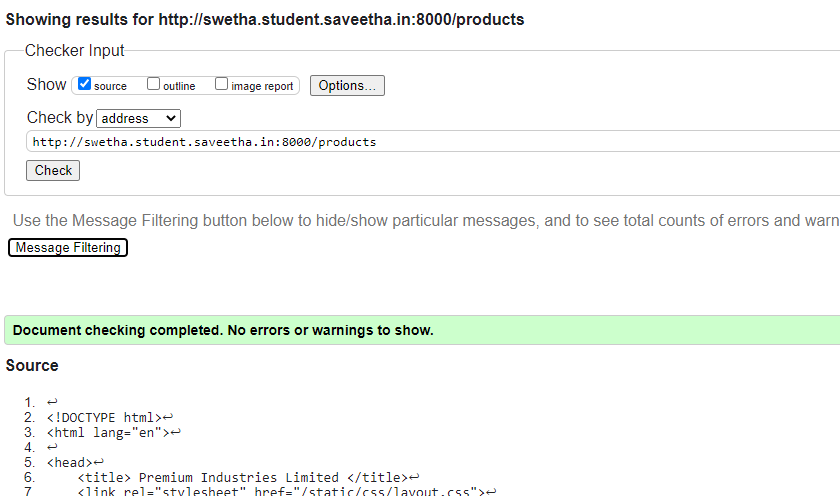 Showing results for http://swetha.student.saveetha.in:8000/products
Checker Input
Show source outline image report Options...
Check by address
http://swetha.student.saveetha.in:8000/products
Check
Use the Message Filtering button below to hide/show particular messages, and to see total counts of errors and warn
Message Filtering
Document checking completed. No errors or warnings to show.
Source
1. ↩
2. <!DOCTYPE html>↩
3. <html lang="en">↩
4. ↩
5. <head>↩
6. <title> Premium Industries Limited </title>↩
7 <link rel="stylesheet" href="/static/css/layout.css">↩